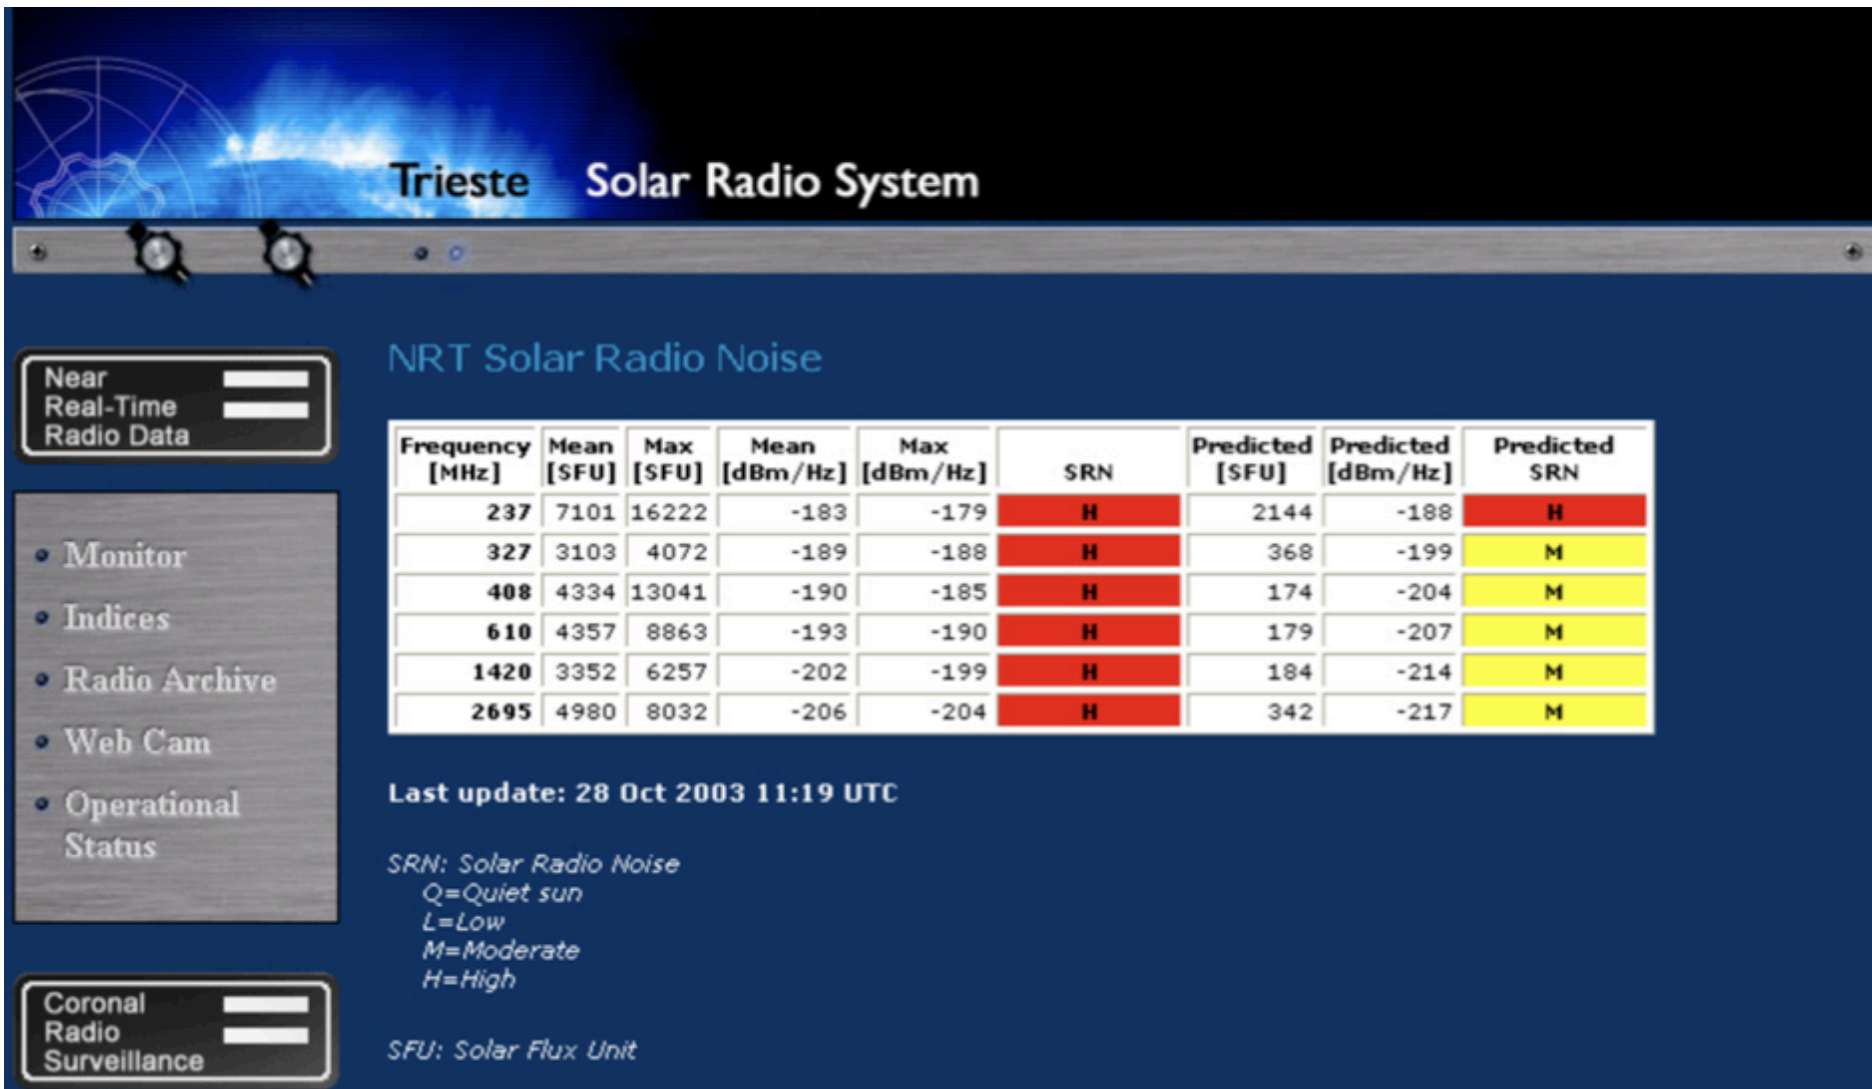 Trieste Solar Radio System
Near
Real-Time
Radio Data
Monitor
Indices
Radio Archive
Web Cam
Operational
Status
Coronal
Radio
Surveillance
NRT Solar Radio Noise
Frequency [MHz] Mean [SFU] Max [SFU] Mean [dBm/Hz] Max [dBm/Hz] SRN Predicted [SFU] Predicted [dBm/Hz] Predicted SRN
237 7101 16222 -183 -179 H 2144 -188 H
327 3103 4072 -189 -188 H 368 -199 M
408 4334 13041 -190 -185 H 174 -204 M
610 4357 8863 -193 -190 H 179 -207 M
1420 3352 6257 -202 -199 H 184 -214 M
2695 4980 8032 -206 -204 H 342 -217 M
Last update: 28 Oct 2003 11:19 UTC
SRN: Solar Radio Noise
Q=Quiet sun
L=Low
M=Moderate
H=High
SFU: Solar Flux Unit